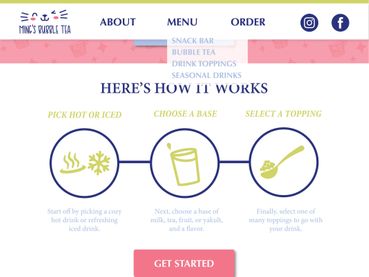 MING'S BUBBLE TEA
ABOUT MENU ORDER
SNACK BAR
BUBBLE TEA
DRINK TOPPINGS
SEASONAL DRINKS
HERE'S HOW IT WORKS
PICK HOT OR ICED
CHOOSE A BASE
SELECT A TOPPING
Start off by picking a cozy
hot drink or refreshing
iced drink.
Next, choose a base of
milk, tea, fruit, or yakult,
and a flavor.
Finally, select one of
many toppings to go with
your drink.
GET STARTED